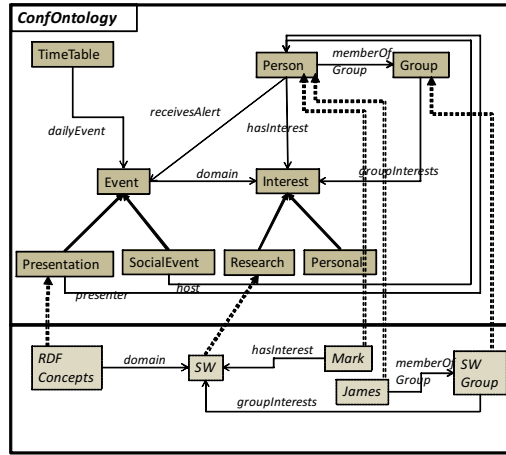 ConfOntology
TimeTable
Person
memberOf
Group
Group
receivesAlert
hasInterest
dailyEvent
groupInterests
Event
domain
Interest
Presentation
SocialEvent
Research
Personal
presenter
host
RDF
Concepts
domain
SW
hasInterest
Mark
James
memberOf
Group
SW
Group
groupInterests